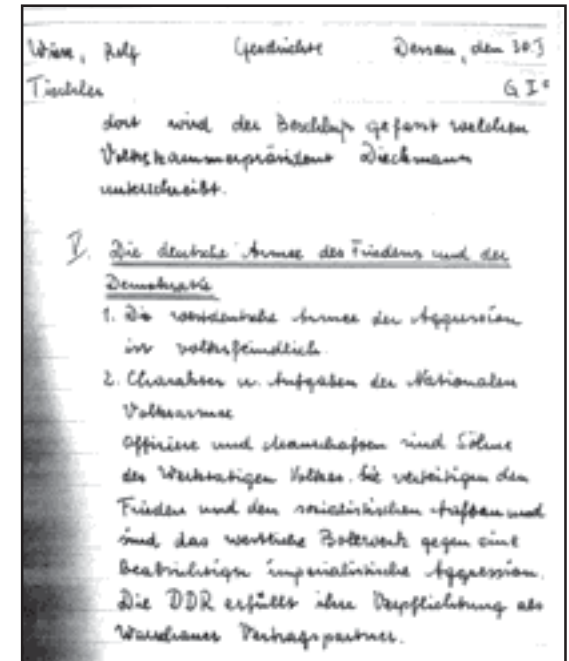 Wiese, Rolf Geschichte Dessau, den 30.3
Tischler G I c
dort wird der Beschluß gefasst welchen
Volkskammerpräsident Dieckmann
unterschreibt.
V. Die deutsche Armee des Friedens und der
Demokratie
1. Die westdeutsche Armee der Aggression
ist volksfeindlich.
2. Charakter u. Aufgaben der Nationalen
Volksarmee
Offiziere und Mannschaften sind Söhne
des Werktätigen Volkes. Sie verteidigen den
Frieden und den sozialistischen Aufbau und
sind das westliche Bollwerk gegen eine
beabsichtigte imperialistische Aggression.
Die DDR erfüllt ihre Verpflichtung als
Warschauer Vertragspartner.